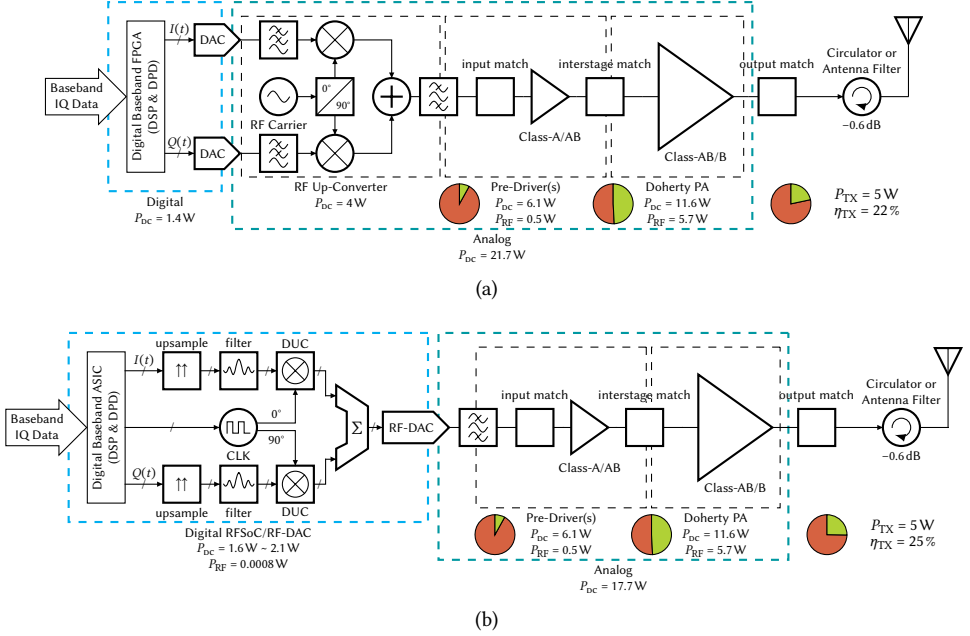 Baseband
IQ Data
Digital Baseband FPGA
(DSP & DPD)
I(t)
Q(t)
DAC
DAC
RF Carrier
0°
90°
RF Up-Converter
P_DC = 4 W
input match
Class-A/AB
interstage match
Class-AB/B
output match
Circulator or
Antenna Filter
−0.6 dB
Digital
P_DC = 1.4 W
Pre-Driver(s)
P_DC = 6.1 W
P_RF = 0.5 W
Doherty PA
P_DC = 11.6 W
P_RF = 5.7 W
P_TX = 5 W
η_TX = 22 %
Analog
P_DC = 21.7 W
(a)
Baseband
IQ Data
Digital Baseband ASIC
(DSP & DPD)
I(t)
Q(t)
upsample
filter
DUC
↑↑
0°
90°
CLK
↑↑
upsample
filter
DUC
Σ
RF-DAC
input match
Class-A/AB
interstage match
Class-AB/B
output match
Circulator or
Antenna Filter
−0.6 dB
Digital RFSoC/RF-DAC
P_DC = 1.6 W ~ 2.1 W
P_RF = 0.0008 W
Pre-Driver(s)
P_DC = 6.1 W
P_RF = 0.5 W
Doherty PA
P_DC = 11.6 W
P_RF = 5.7 W
P_TX = 5 W
η_TX = 25 %
Analog
P_DC = 17.7 W
(b)